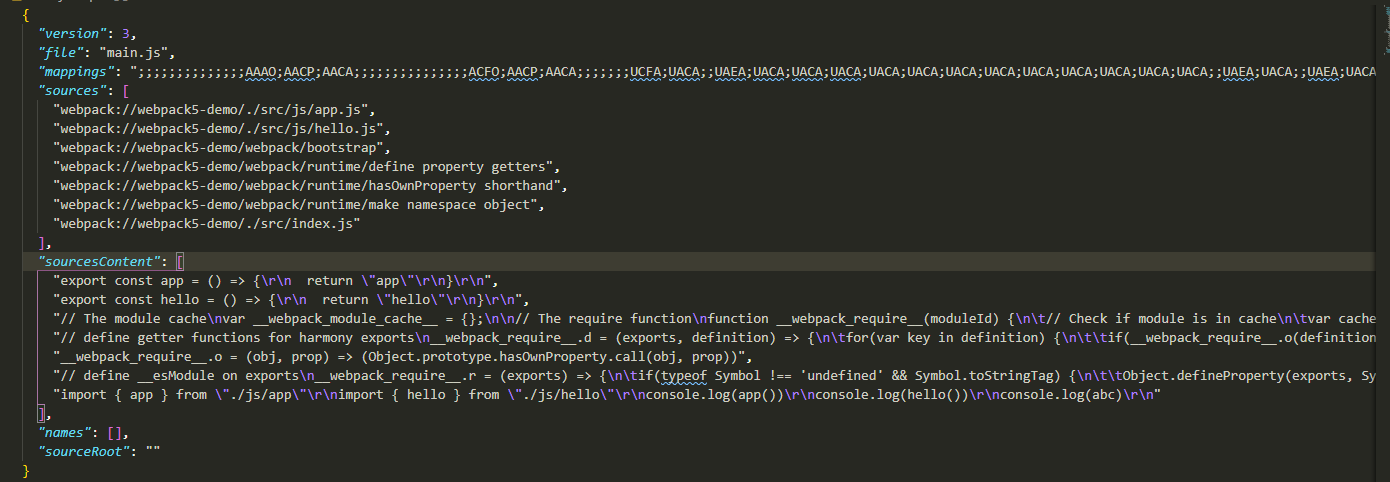 {
"version": 3,
"file": "main.js",
"mappings": ";;;;;;;;;;;;;;AAAO;AACP;AACA;;;;;;;;;;;;;;;ACFO;AACP;AACA;;;;;;;UCFA;UACA;;UAEA;UACA;UACA;UACA;UACA;UACA;UACA;UACA;UACA;UACA;UACA;UACA;UACA;;UAEA;UACA;;UAEA;UACA
"sources": [
"webpack://webpack5-demo/./src/js/app.js",
"webpack://webpack5-demo/./src/js/hello.js",
"webpack://webpack5-demo/webpack/bootstrap",
"webpack://webpack5-demo/webpack/runtime/define property getters",
"webpack://webpack5-demo/webpack/runtime/hasOwnProperty shorthand",
"webpack://webpack5-demo/webpack/runtime/make namespace object",
"webpack://webpack5-demo/./src/index.js"
],
"sourcesContent": [
"export const app = () => {\r\n  return \"app\"\r\n}\r\n",
"export const hello = () => {\r\n  return \"hello\"\r\n}\r\n",
"// The module cache\nvar __webpack_module_cache__ = {};\n\n// The require function\nfunction __webpack_require__(moduleId) {\n\t// Check if module is in cache\n\tvar cache
"// define getter functions for harmony exports\n__webpack_require__.d = (exports, definition) => {\n\tfor(var key in definition) {\n\t\tif(__webpack_require__.o(definition
"__webpack_require__.o = (obj, prop) => (Object.prototype.hasOwnProperty.call(obj, prop))",
"// define __esModule on exports\n__webpack_require__.r = (exports) => {\n\tif(typeof Symbol !== 'undefined' && Symbol.toStringTag) {\n\t\tObject.defineProperty(exports, Sy
"import { app } from \"./js/app\"\r\nimport { hello } from \"./js/hello\"\r\nconsole.log(app())\r\nconsole.log(hello())\r\nconsole.log(abc)\r\n"
],
"names": [],
"sourceRoot": ""
}